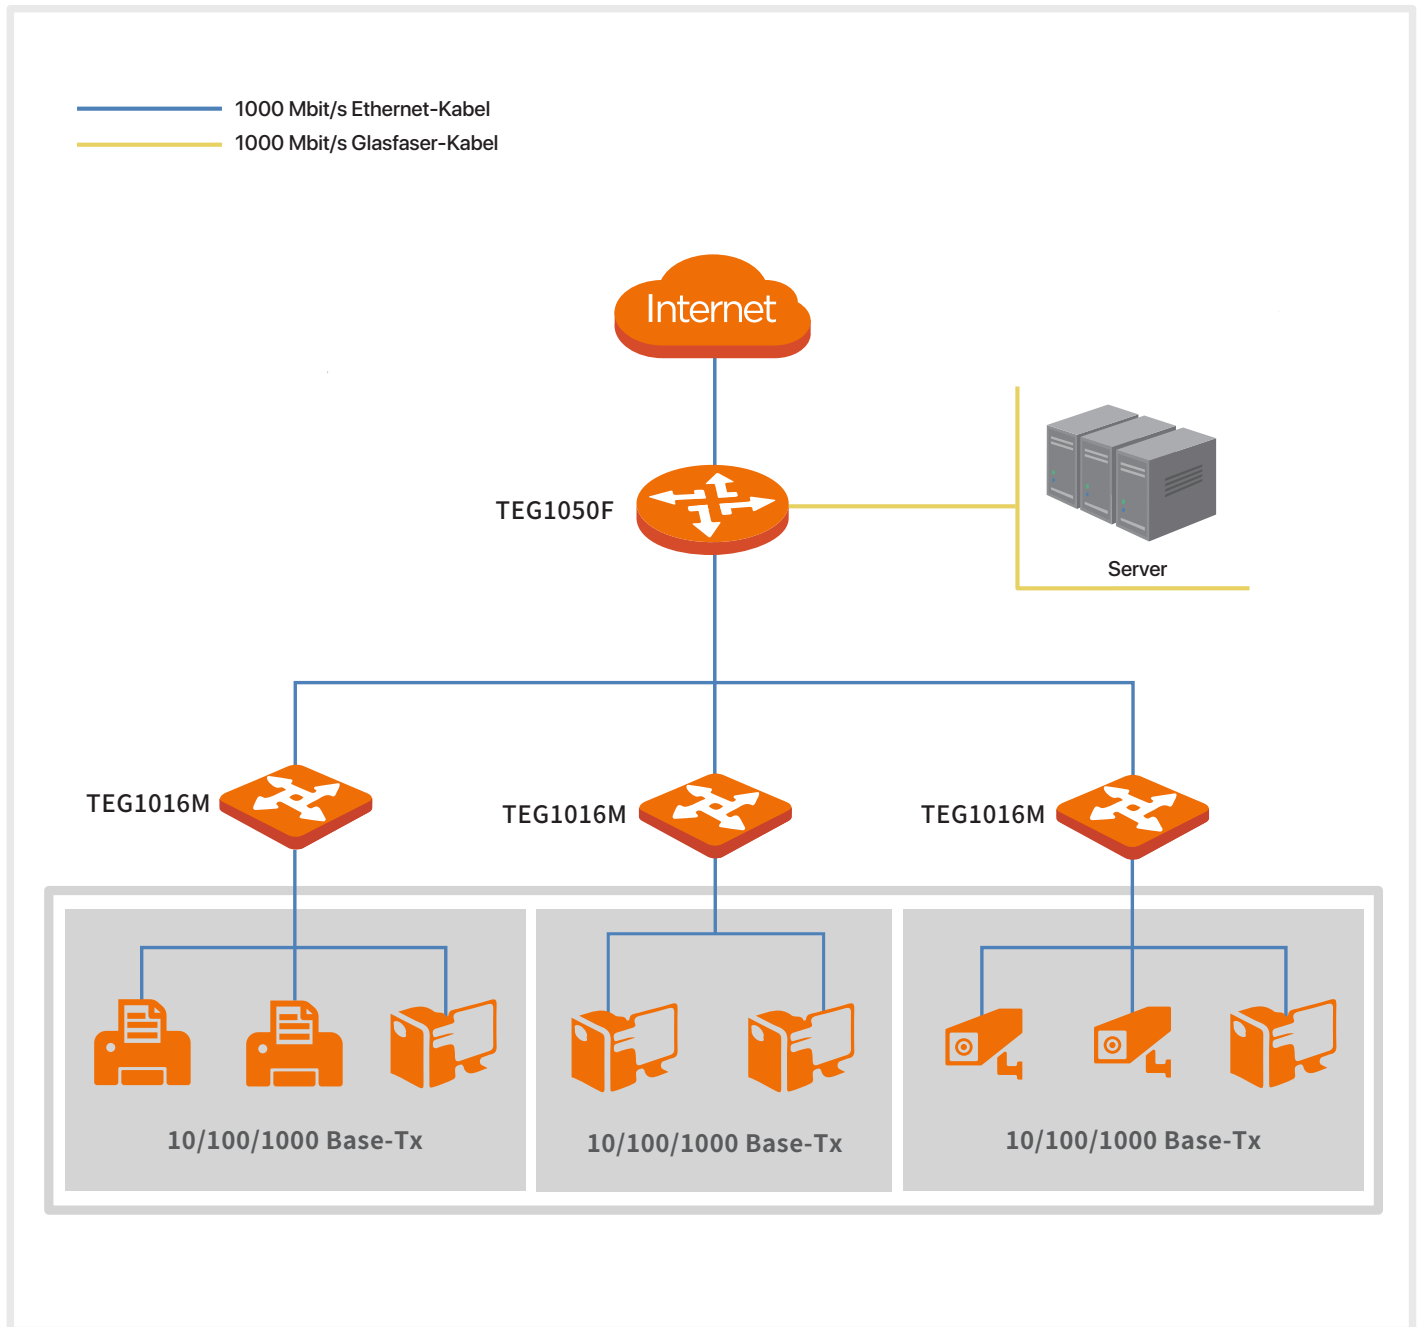 1000 Mbit/s Ethernet-Kabel
1000 Mbit/s Glasfaser-Kabel
Internet
TEG1050F
Server
TEG1016M
TEG1016M
TEG1016M
10/100/1000 Base-Tx
10/100/1000 Base-Tx
10/100/1000 Base-Tx